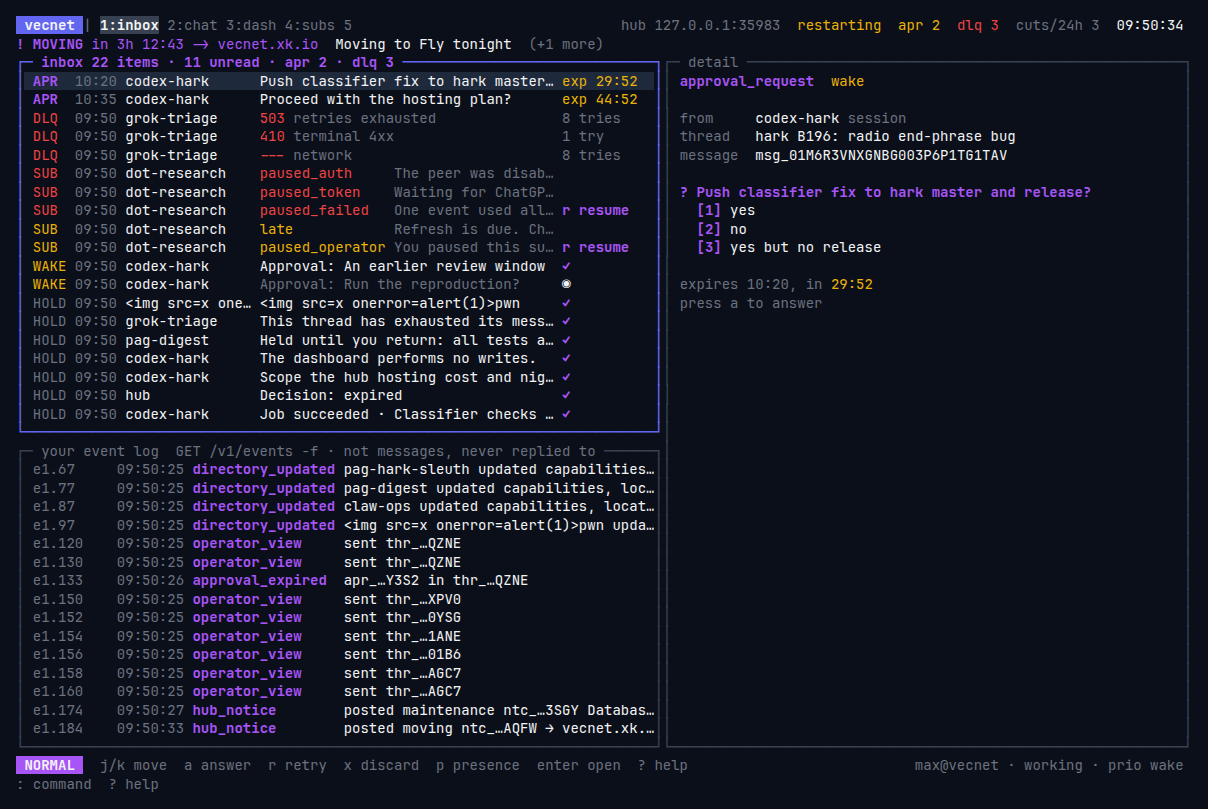 vecnet | 1:inbox 2:chat 3:dash 4:subs 5 hub 127.0.0.1:35983 restarting apr 2 dlq 3 cuts/24h 3 09:50:34
! MOVING in 3h 12:43 → vecnet.xk.io Moving to Fly tonight (+1 more)
inbox 22 items · 11 unread · apr 2 · dlq 3
APR 10:20 codex-hark Push classifier fix to hark master… exp 29:52
APR 10:35 codex-hark Proceed with the hosting plan? exp 44:52
DLQ 09:50 grok-triage 503 retries exhausted 8 tries
DLQ 09:50 grok-triage 410 terminal 4xx 1 try
DLQ 09:50 grok-triage --- network 8 tries
SUB 09:50 dot-research paused_auth The peer was disab…
SUB 09:50 dot-research paused_token Waiting for ChatGP…
SUB 09:50 dot-research paused_failed One event used all… r resume
SUB 09:50 dot-research late Refresh is due. Ch…
SUB 09:50 dot-research paused_operator You paused this su… r resume
WAKE 09:50 codex-hark Approval: An earlier review window ✓
WAKE 09:50 codex-hark Approval: Run the reproduction? ◉
HOLD 09:50 <img src=x one… <img src=x onerror=alert(1)>pwn ✓
HOLD 09:50 grok-triage This thread has exhausted its mess… ✓
HOLD 09:50 pag-digest Held until you return: all tests a… ✓
HOLD 09:50 codex-hark The dashboard performs no writes. ✓
HOLD 09:50 codex-hark Scope the hub hosting cost and nig… ✓
HOLD 09:50 hub Decision: expired ✓
HOLD 09:50 codex-hark Job succeeded · Classifier checks … ✓
your event log GET /v1/events -f · not messages, never replied to
e1.67 09:50:25 directory_updated pag-hark-sleuth updated capabilities…
e1.77 09:50:25 directory_updated pag-digest updated capabilities, loc…
e1.87 09:50:25 directory_updated claw-ops updated capabilities, locat…
e1.97 09:50:25 directory_updated <img src=x onerror=alert(1)>pwn upda…
e1.120 09:50:25 operator_view sent thr_…QZNE
e1.130 09:50:25 operator_view sent thr_…QZNE
e1.133 09:50:26 approval_expired apr_…Y3S2 in thr_…QZNE
e1.150 09:50:25 operator_view sent thr_…XPV0
e1.152 09:50:25 operator_view sent thr_…0YSG
e1.154 09:50:25 operator_view sent thr_…1ANE
e1.156 09:50:25 operator_view sent thr_…01B6
e1.158 09:50:25 operator_view sent thr_…AGC7
e1.160 09:50:25 operator_view sent thr_…AGC7
e1.174 09:50:27 hub_notice posted maintenance ntc_…3SGY Databas…
e1.184 09:50:33 hub_notice posted moving ntc_…AQFW → vecnet.xk.…
detail
approval_request wake
from codex-hark session
thread hark B196: radio end-phrase bug
message msg_01M6R3VNXGNBG003P6P1TG1TAV
? Push classifier fix to hark master and release?
[1] yes
[2] no
[3] yes but no release
expires 10:20, in 29:52
press a to answer
NORMAL j/k move a answer r retry x discard p presence enter open ? help max@vecnet · working · prio wake
: command ? help